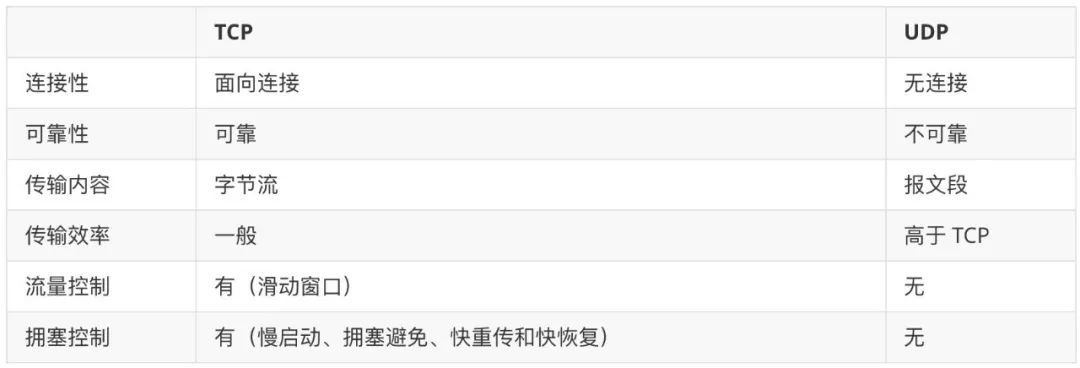 TCP UDP
连接性 面向连接 无连接
可靠性 可靠 不可靠
传输内容 字节流 报文段
传输效率 一般 高于 TCP
流量控制 有（滑动窗口） 无
拥塞控制 有（慢启动、拥塞避免、快重传和快恢复） 无